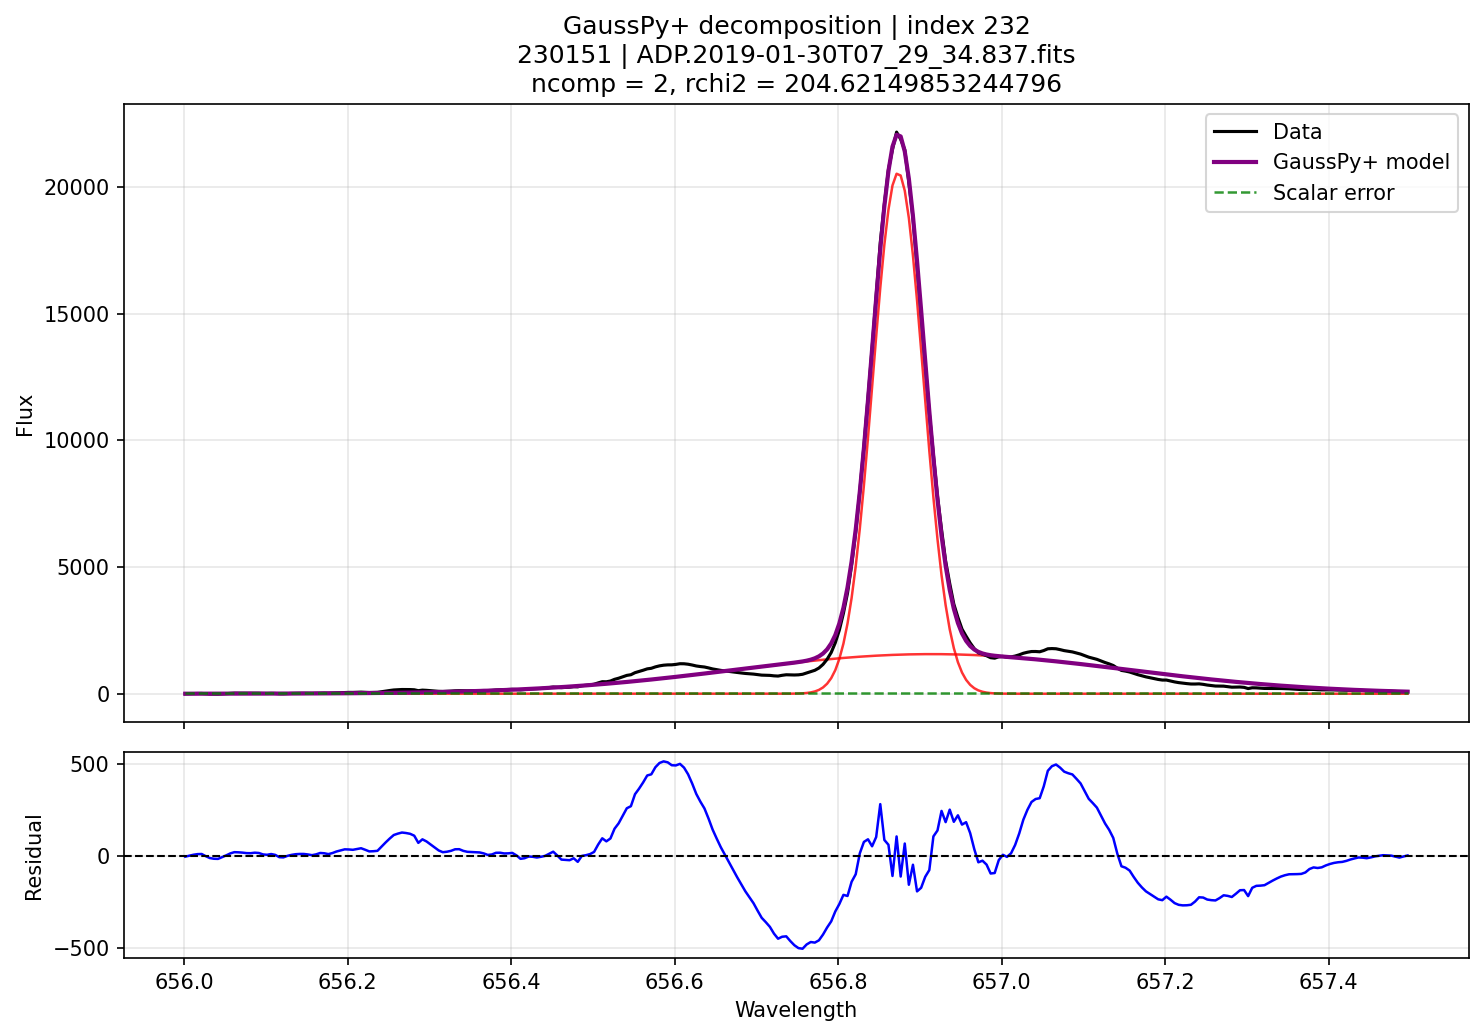 GaussPy+ decomposition | index 232
230151 | ADP.2019-01-30T07_29_34.837.fits
ncomp = 2, rchi2 = 204.62149853244796
Data
GaussPy+ model
Scalar error
Flux
20000
15000
10000
5000
0
Residual
500
0
−500
656.0
656.2
656.4
656.6
656.8
657.0
657.2
657.4
Wavelength